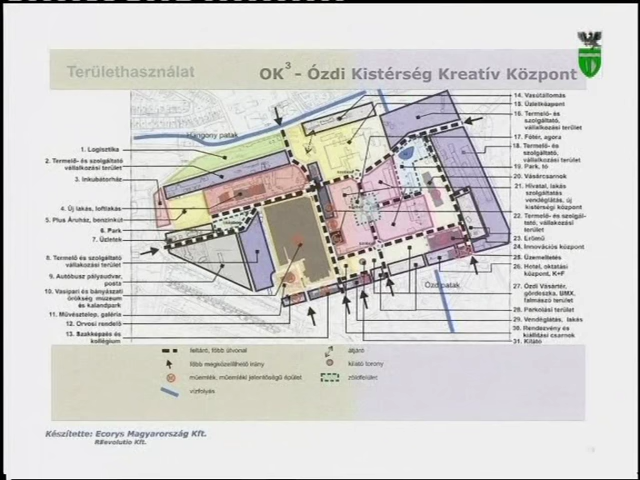 Területhasználat
OK3 - Ózdi Kistérség Kreatív Központ
Hangony patak
Ózd patak
1. Logisztika
2. Termelő- és szolgáltató
vállalkozási terület
3. Inkubátorház
4. Új lakás, loftlakás
5. Plus Áruház, benzinkút
6. Park
7. Üzletek
8. Termelő és szolgáltató
vállalkozási terület
9. Autóbusz pályaudvar,
posta
10. Vasipari és bányászati
örökség múzeum
és kalandpark
11. Művésztelep, galéria
12. Orvosi rendelő
13. Szakképzés és
kollégium
14. Vasútállomás
15. Üzletközpont
16. Termelő- és
szolgáltató,
vállalkozási terület
17. Főtér, agora
18. Termelő- és
szolgáltató,
vállalkozási terület
19. Park, tó
20. Vásárcsarnok
21. Hivatal, lakás
szolgáltatás
vendéglátás, új
kistérségi központ
22. Termelő- és szolgál-
tató, vállalkozási
terület
23. Erőmű
24. Innovációs központ
25. Üzemeltetés
26. Hotel, oktatási
központ, K+F
27. Ózdi Vásártér,
gördeszka, BMX,
falmászó terület
28. Parkolási terület
29. Vendéglátás, lakás
30. Rendezvény és
kiállítási csarnok
31. Kilátó
feltáró, főbb útvonal
főbb megközelíthető irány
műemlék, műemléki jelentőségű épület
vízfolyás
átjáró
kilátó torony
zöldfelület
Készítette: Ecorys Magyarország Kft.
REevolutio Kft.